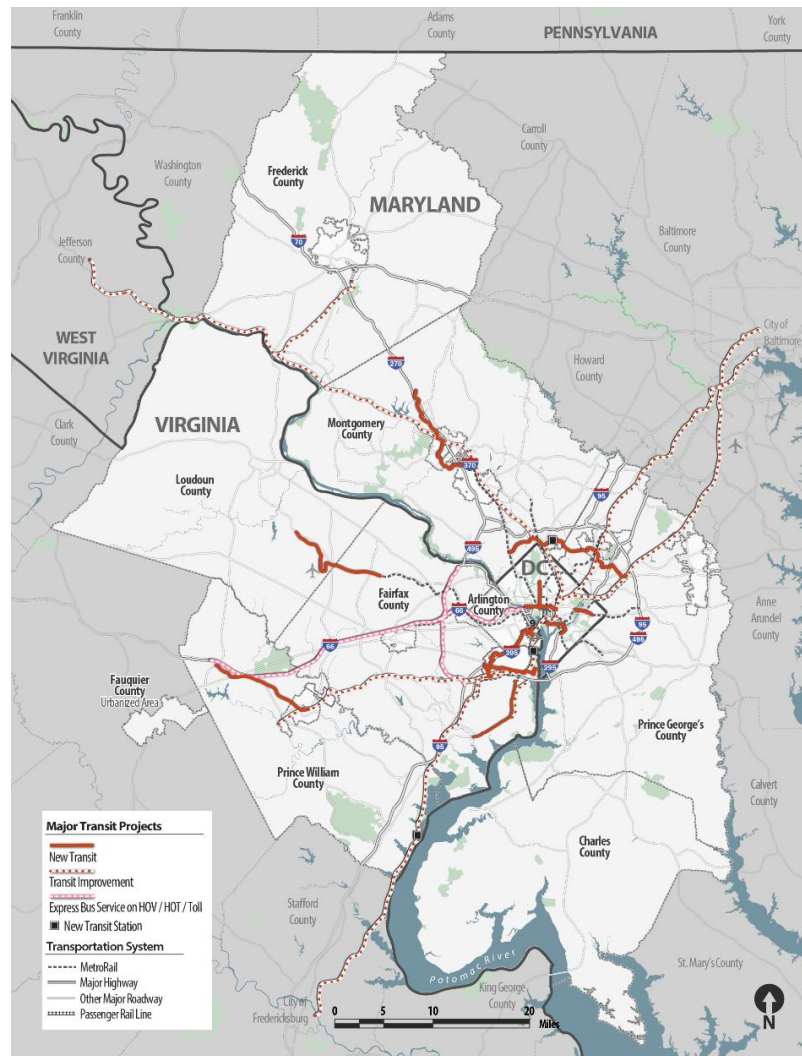 Franklin
County
Adams
County
PENNSYLVANIA
York
County
Carroll
County
Washington
County
Frederick
County
MARYLAND
Baltimore
County
Jefferson
County
70
WEST
VIRGINIA
City of
Baltimore
Howard
County
270
Clark
County
VIRGINIA
Montgomery
County
370
Loudoun
County
95
495
DC
Fairfax
County
Arlington
County
66
Anne
Arundel
County
95
495
66
395
295
Fauquier
County
Urbanized Area
Prince George's
County
95
Prince William
County
Calvert
County
Charles
County
Major Transit Projects
New Transit
Transit Improvement
Express Bus Service on HOV / HOT / Toll
New Transit Station
Transportation System
MetroRail
Major Highway
Other Major Roadway
Passenger Rail Line
Stafford
County
St. Mary's County
Potomac River
King George
County
City of
Fredericksburg
0 5 10 20
Miles
N